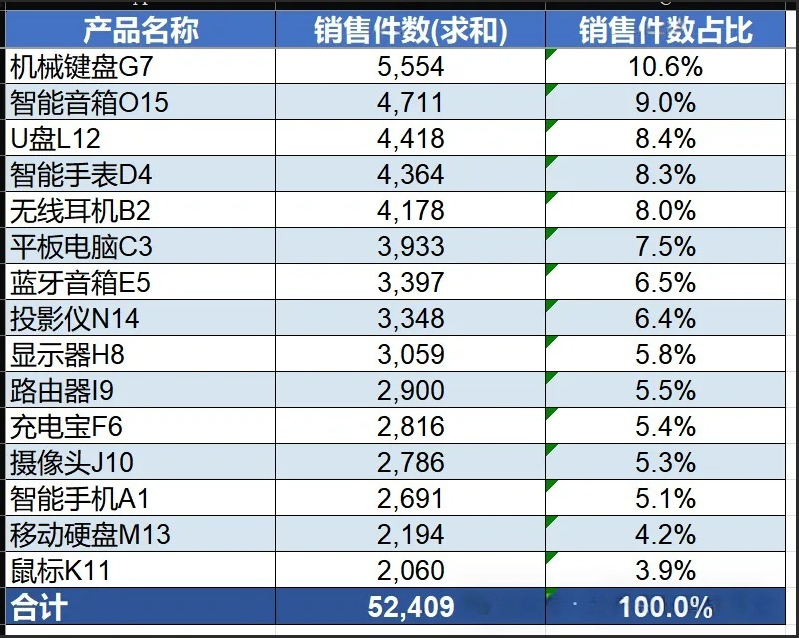 产品名称 销售件数(求和) 销售件数占比
机械键盘G7 5,554 10.6%
智能音箱O15 4,711 9.0%
U盘L12 4,418 8.4%
智能手表D4 4,364 8.3%
无线耳机B2 4,178 8.0%
平板电脑C3 3,933 7.5%
蓝牙音箱E5 3,397 6.5%
投影仪N14 3,348 6.4%
显示器H8 3,059 5.8%
路由器I9 2,900 5.5%
充电宝F6 2,816 5.4%
摄像头J10 2,786 5.3%
智能手机A1 2,691 5.1%
移动硬盘M13 2,194 4.2%
鼠标K11 2,060 3.9%
合计 52,409 100.0%